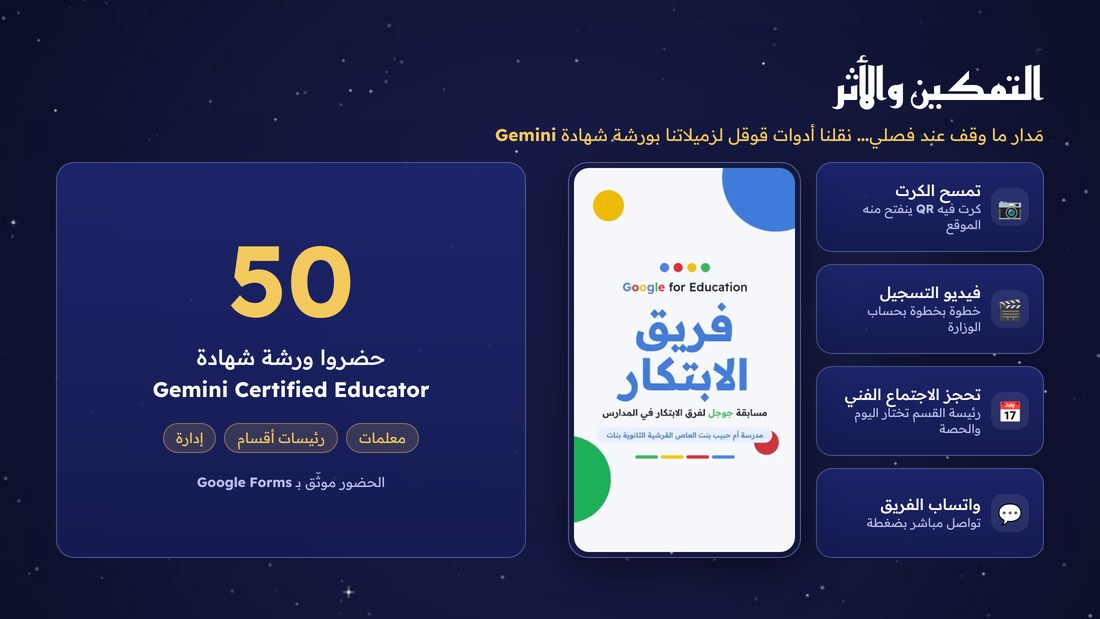 التمكين والأثر
مَدار ما وقف عند فصلي... نقلنا أدوات قوقل لزميلاتنا بورشة شهادة Gemini
تمسح الكرت
كرت فيه QR ينفتح منه
الموقع
فيديو التسجيل
خطوة بخطوة بحساب
الوزارة
تحجز الاجتماع الفني
رئيسة القسم تختار اليوم
والحصة
واتساب الفريق
تواصل مباشر بضغطة
Google for Education
فريق
الابتكار
مسابقة جوجل لفرق الابتكار في المدارس
مدرسة أم حبيب بنت العاص القرشية الثانوية بنات
50
حضروا ورشة شهادة
Gemini Certified Educator
معلمات
رئيسات أقسام
إدارة
الحضور موثّق بـ Google Forms